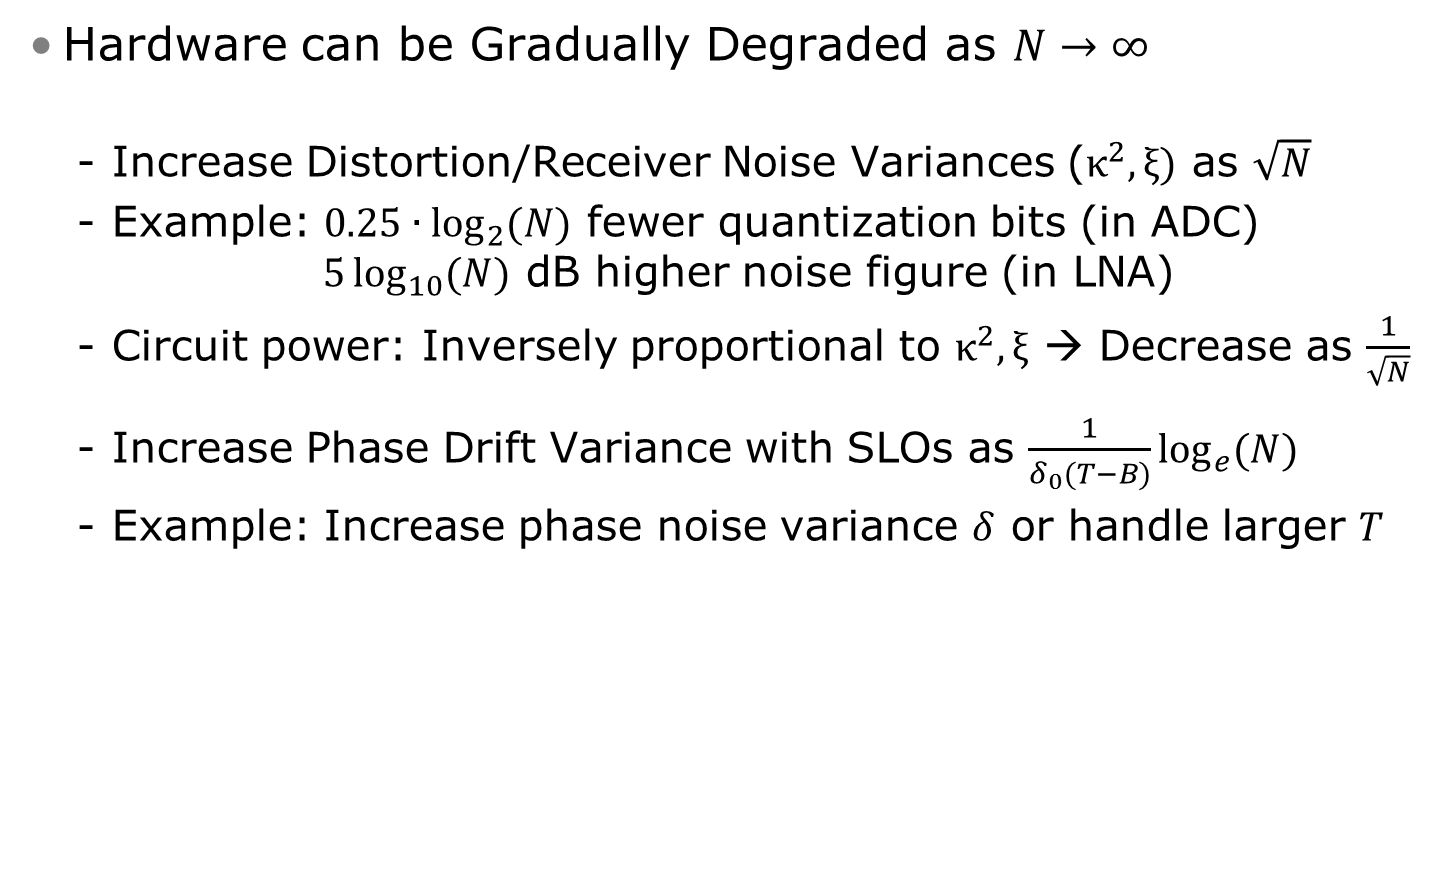 • Hardware can be Gradually Degraded as N → ∞
- Increase Distortion/Receiver Noise Variances (κ², ξ) as √N
- Example: 0.25 · log₂(N) fewer quantization bits (in ADC)
5 log₁₀(N) dB higher noise figure (in LNA)
- Circuit power: Inversely proportional to κ², ξ → Decrease as 1/√N
- Increase Phase Drift Variance with SLOs as 1/(δ₀(T−B)) logₑ(N)
- Example: Increase phase noise variance δ or handle larger T